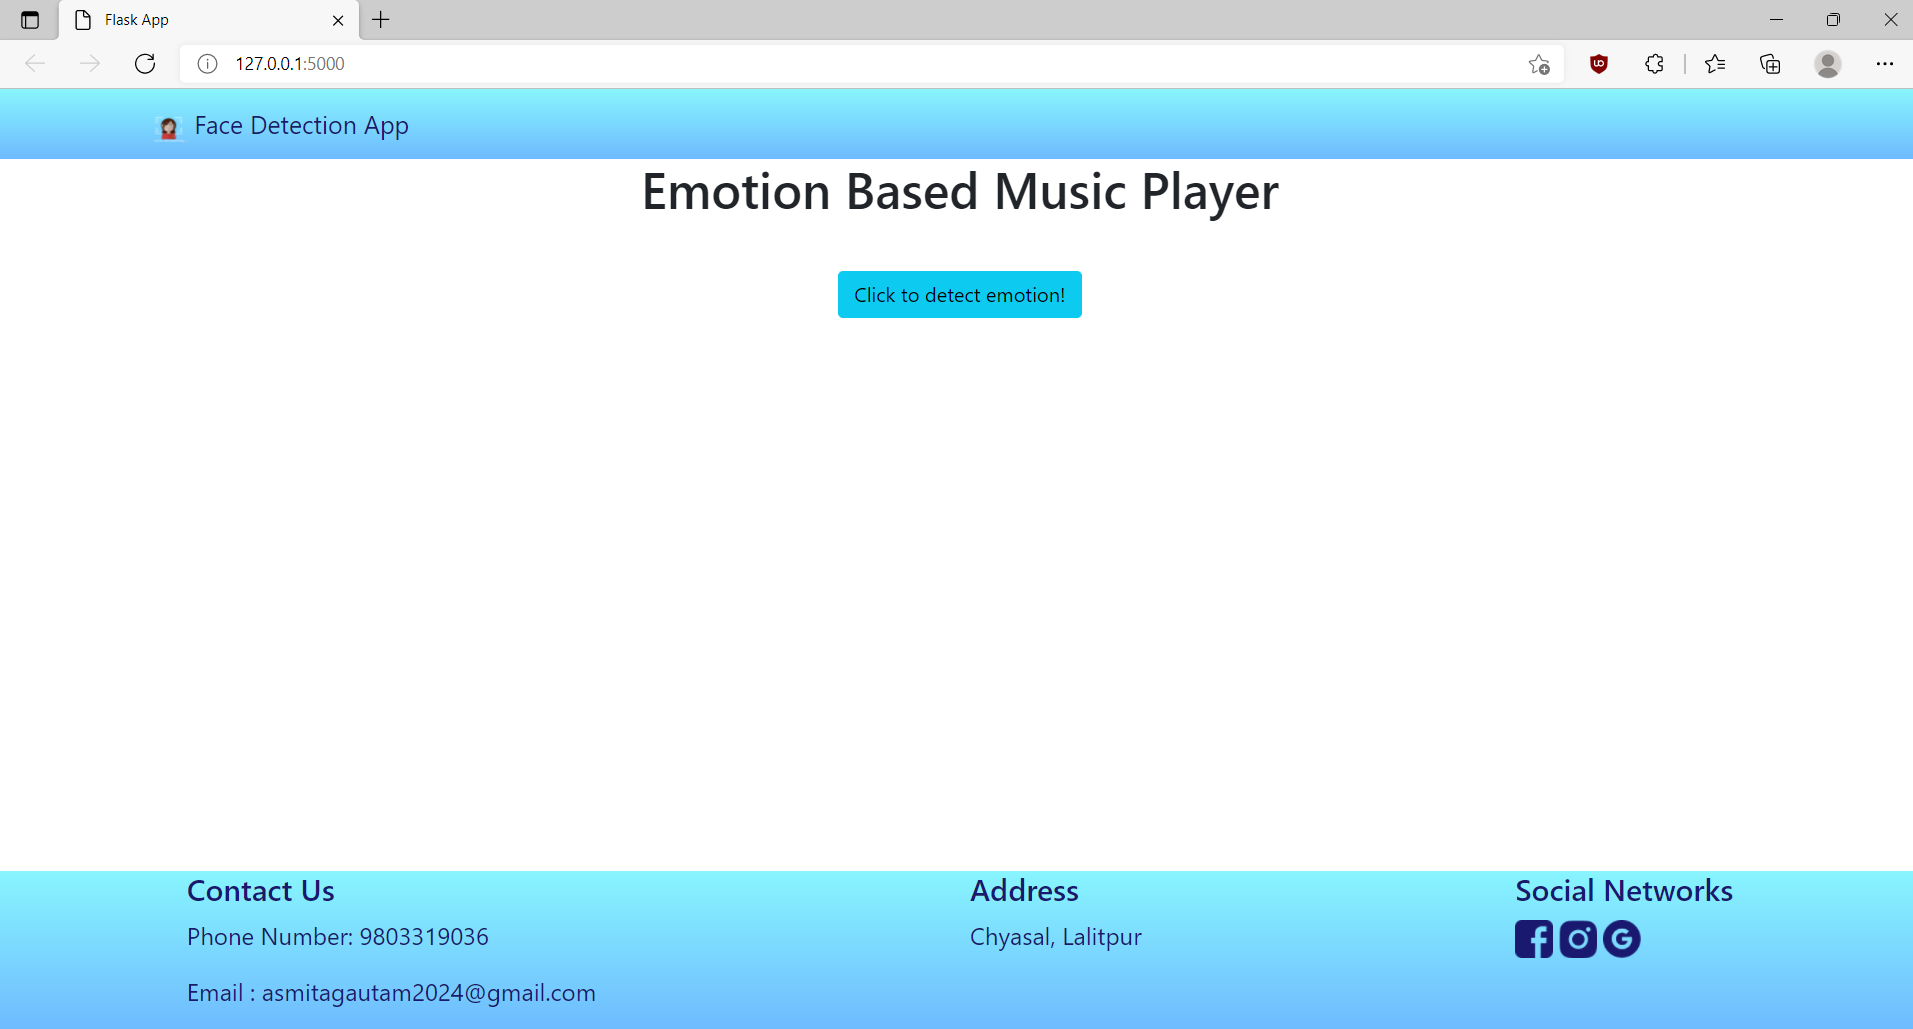 Flask App
127.0.0.1:5000
Face Detection App
Emotion Based Music Player
Click to detect emotion!
Contact Us
Phone Number: 9803319036
Email : asmitagautam2024@gmail.com
Address
Chyasal, Lalitpur
Social Networks